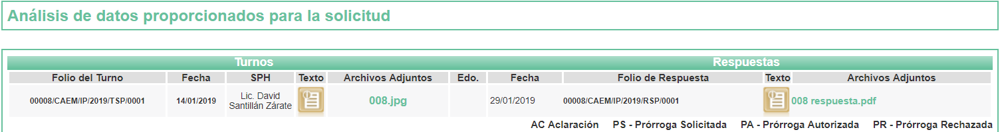 Análisis de datos proporcionados para la solicitud
Turnos Respuestas
Folio del Turno Fecha SPH Texto Archivos Adjuntos Edo. Fecha Folio de Respuesta Texto Archivos Adjuntos
00008/CAEM/IP/2019/TSP/0001 14/01/2019 Lic. David Santillán Zárate 008.jpg 29/01/2019 00008/CAEM/IP/2019/RSP/0001 008 respuesta.pdf
AC Aclaración PS - Prórroga Solicitada PA - Prórroga Autorizada PR - Prórroga Rechazada